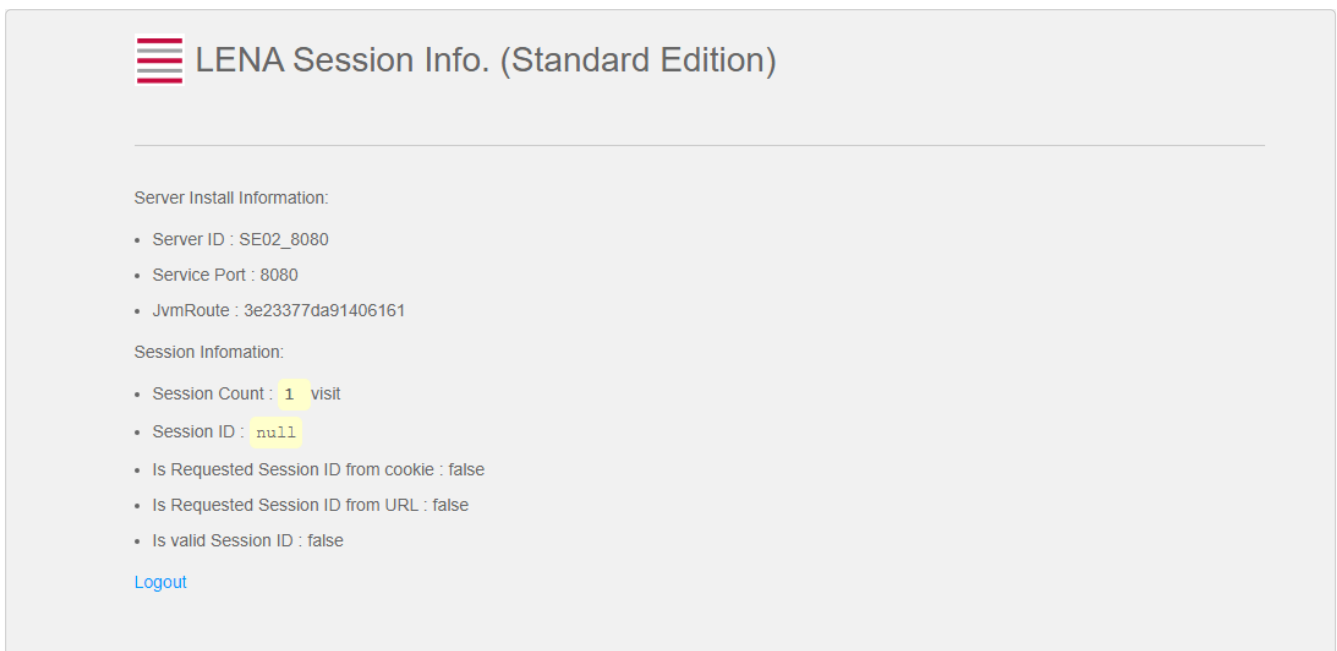 LENA Session Info. (Standard Edition)
Server Install Information:
• Server ID : SE02_8080
• Service Port : 8080
• JvmRoute : 3e23377da91406161
Session Infomation:
• Session Count : 1 visit
• Session ID : null
• Is Requested Session ID from cookie : false
• Is Requested Session ID from URL : false
• Is valid Session ID : false
Logout